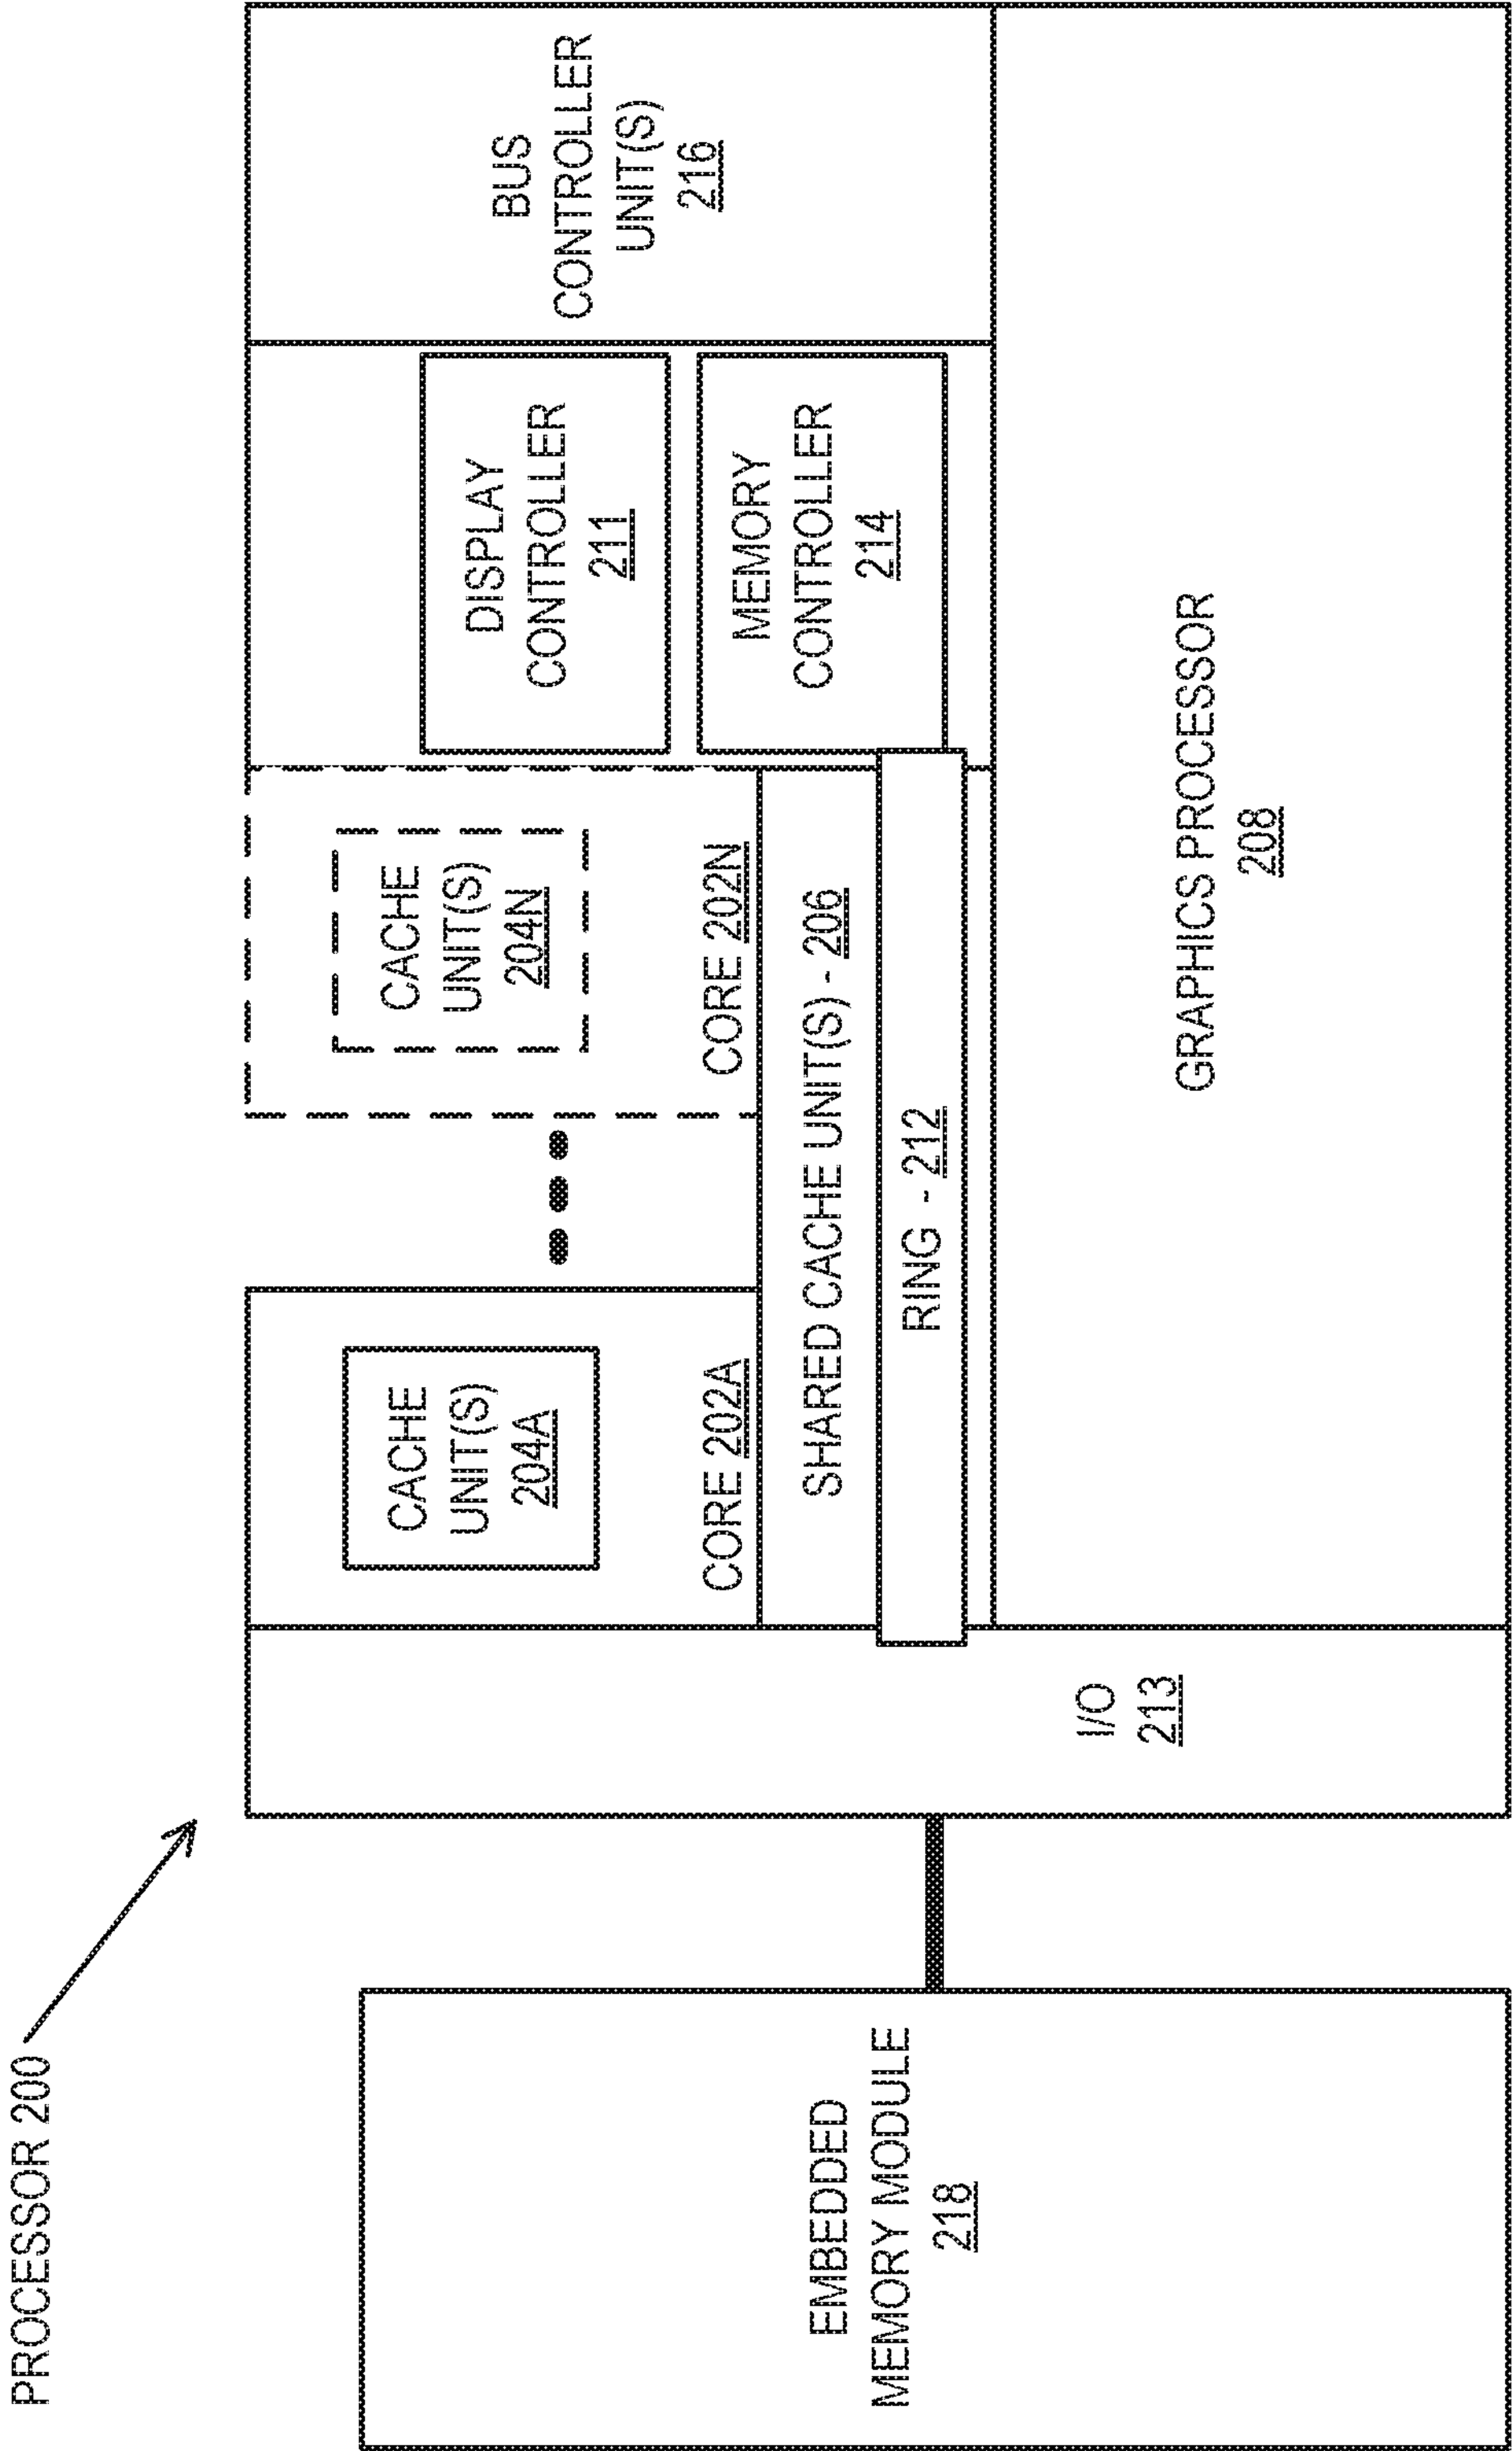 PROCESSOR 200
EMBEDDED
MEMORY MODULE
218
I/O
213
CACHE
UNIT(S)
204A
CORE 202A
CACHE
UNIT(S)
204N
CORE 202N
SHARED CACHE UNIT(S) - 206
RING - 212
DISPLAY
CONTROLLER
211
MEMORY
CONTROLLER
214
BUS
CONTROLLER
UNIT(S)
216
GRAPHICS PROCESSOR
208